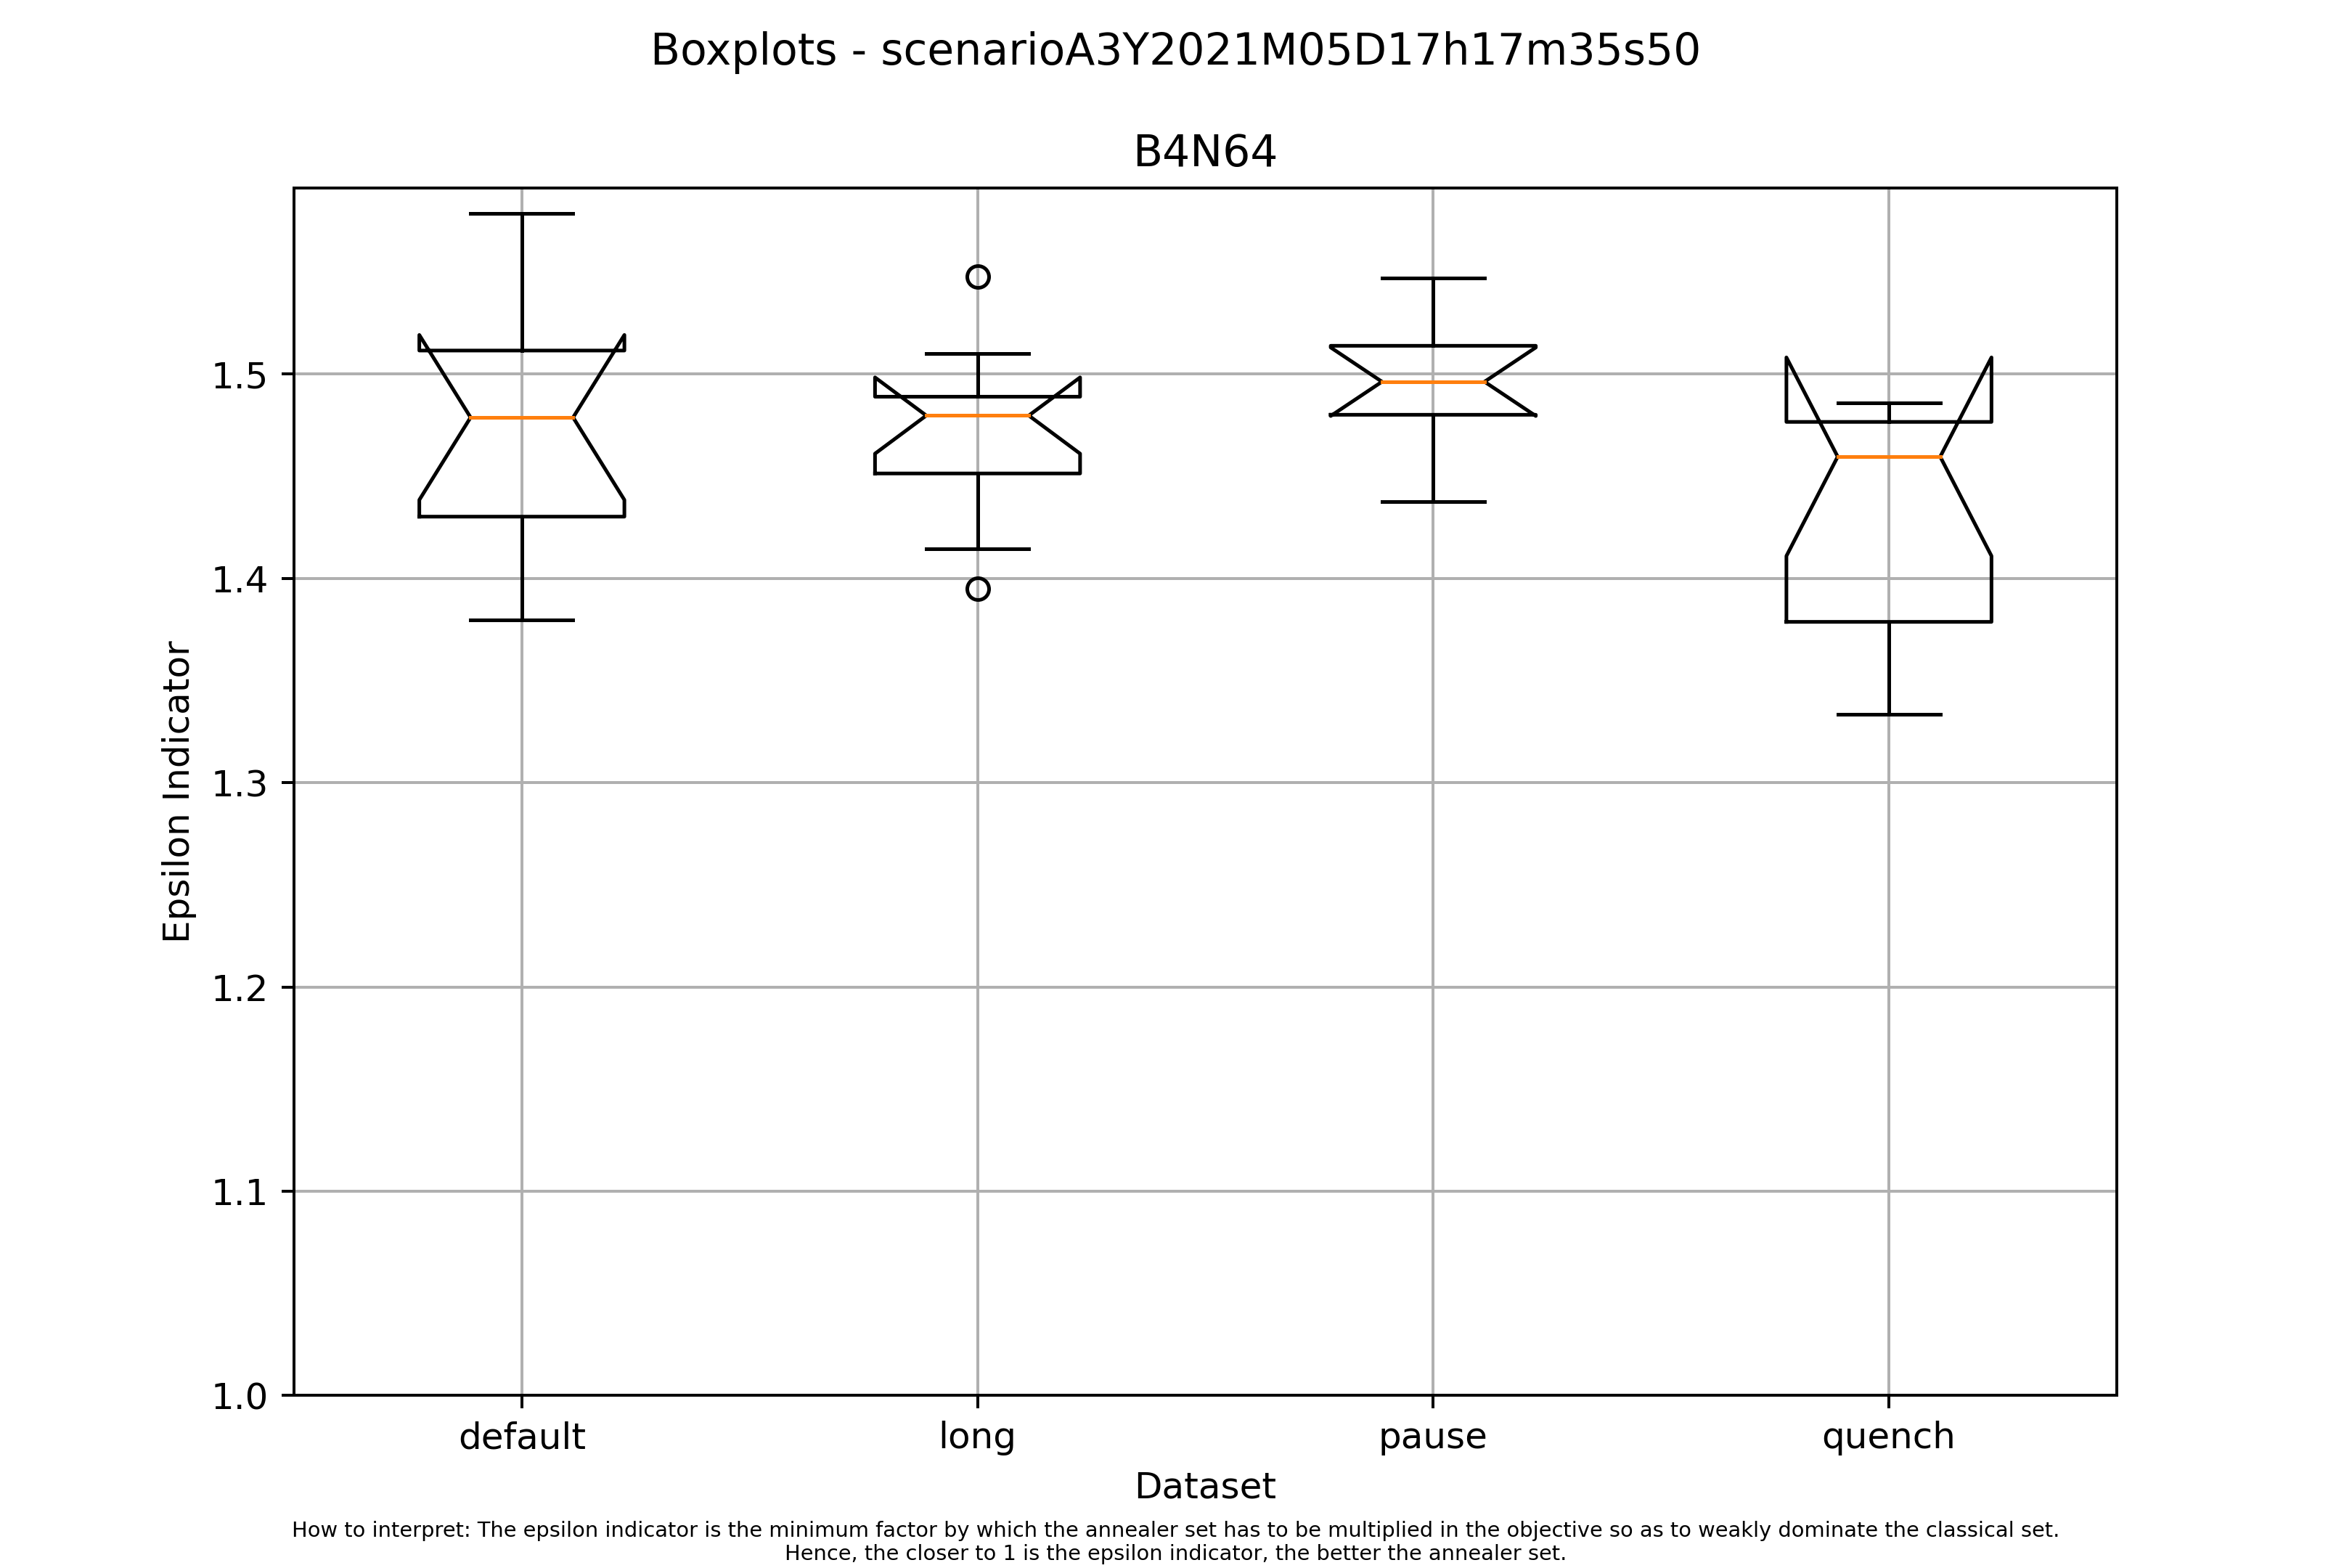 Boxplots - scenarioA3Y2021M05D17h17m35s50
B4N64
Epsilon Indicator
1.5
1.4
1.3
1.2
1.1
1.0
default long pause quench
Dataset
How to interpret: The epsilon indicator is the minimum factor by which the annealer set has to be multiplied in the objective so as to weakly dominate the classical set.
Hence, the closer to 1 is the epsilon indicator, the better the annealer set.